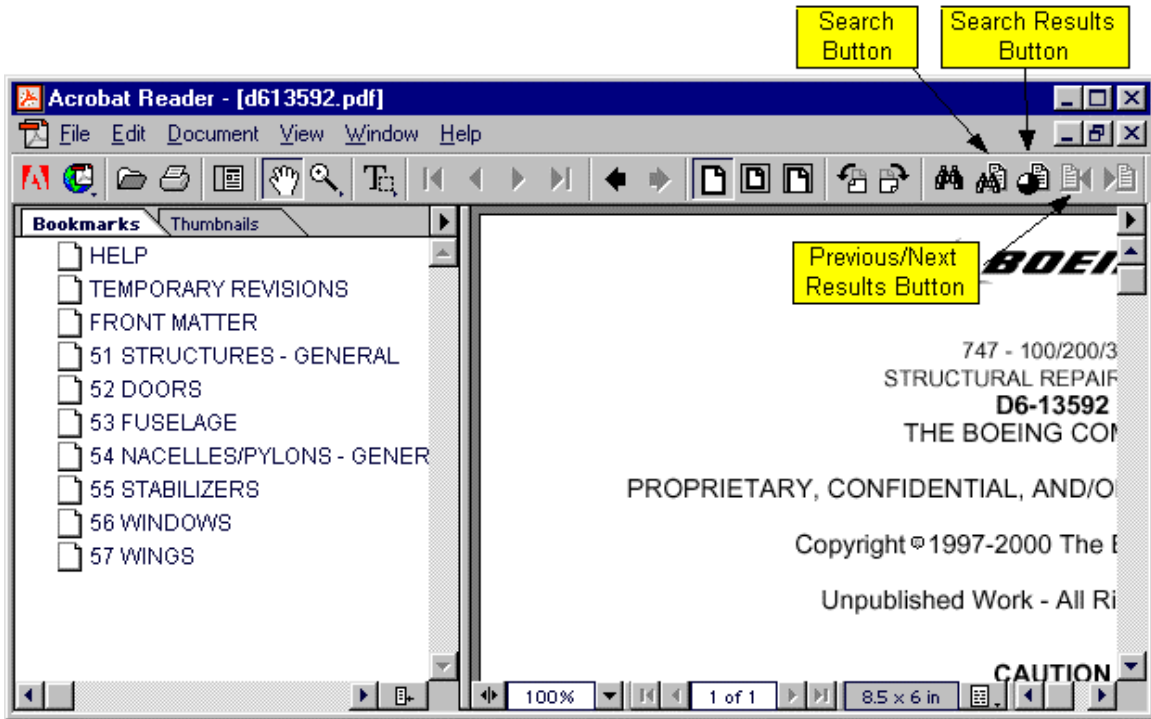 Search
Button
Search Results
Button
Acrobat Reader - [d613592.pdf]
File Edit Document View Window Help
Bookmarks Thumbnails
HELP
TEMPORARY REVISIONS
FRONT MATTER
51 STRUCTURES - GENERAL
52 DOORS
53 FUSELAGE
54 NACELLES/PYLONS - GENER
55 STABILIZERS
56 WINDOWS
57 WINGS
Previous/Next
Results Button
BOEI
747 - 100/200/3
STRUCTURAL REPAIR
D6-13592
THE BOEING COM
PROPRIETARY, CONFIDENTIAL, AND/O
Copyright © 1997-2000 The B
Unpublished Work - All Ri
CAUTION
100% 1 of 1 8.5 x 6 in